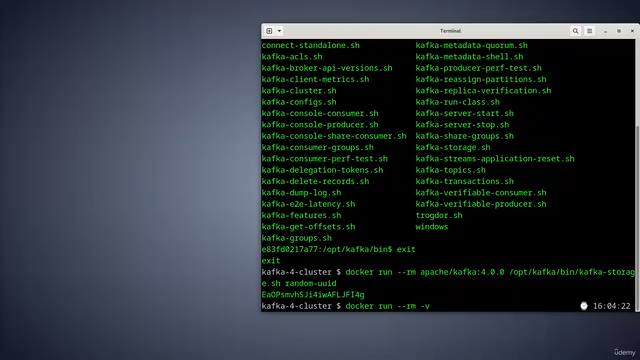 Terminal
connect-standalone.sh kafka-metadata-quorum.sh
kafka-acls.sh kafka-metadata-shell.sh
kafka-broker-api-versions.sh kafka-producer-perf-test.sh
kafka-client-metrics.sh kafka-reassign-partitions.sh
kafka-cluster.sh kafka-replica-verification.sh
kafka-configs.sh kafka-run-class.sh
kafka-console-consumer.sh kafka-server-start.sh
kafka-console-producer.sh kafka-server-stop.sh
kafka-console-share-consumer.sh kafka-share-groups.sh
kafka-consumer-groups.sh kafka-storage.sh
kafka-consumer-perf-test.sh kafka-streams-application-reset.sh
kafka-delegation-tokens.sh kafka-topics.sh
kafka-delete-records.sh kafka-transactions.sh
kafka-dump-log.sh kafka-verifiable-consumer.sh
kafka-e2e-latency.sh kafka-verifiable-producer.sh
kafka-features.sh trogdor.sh
kafka-get-offsets.sh windows
kafka-groups.sh
e83fd0217a77:/opt/kafka/bin$ exit
exit
kafka-4-cluster $ docker run --rm apache/kafka:4.0.0 /opt/kafka/bin/kafka-storag
e.sh random-uuid
EaOPsmvhSJi4iwAFLJFI4g
kafka-4-cluster $ docker run --rm -v
16:04:22
ûdemy